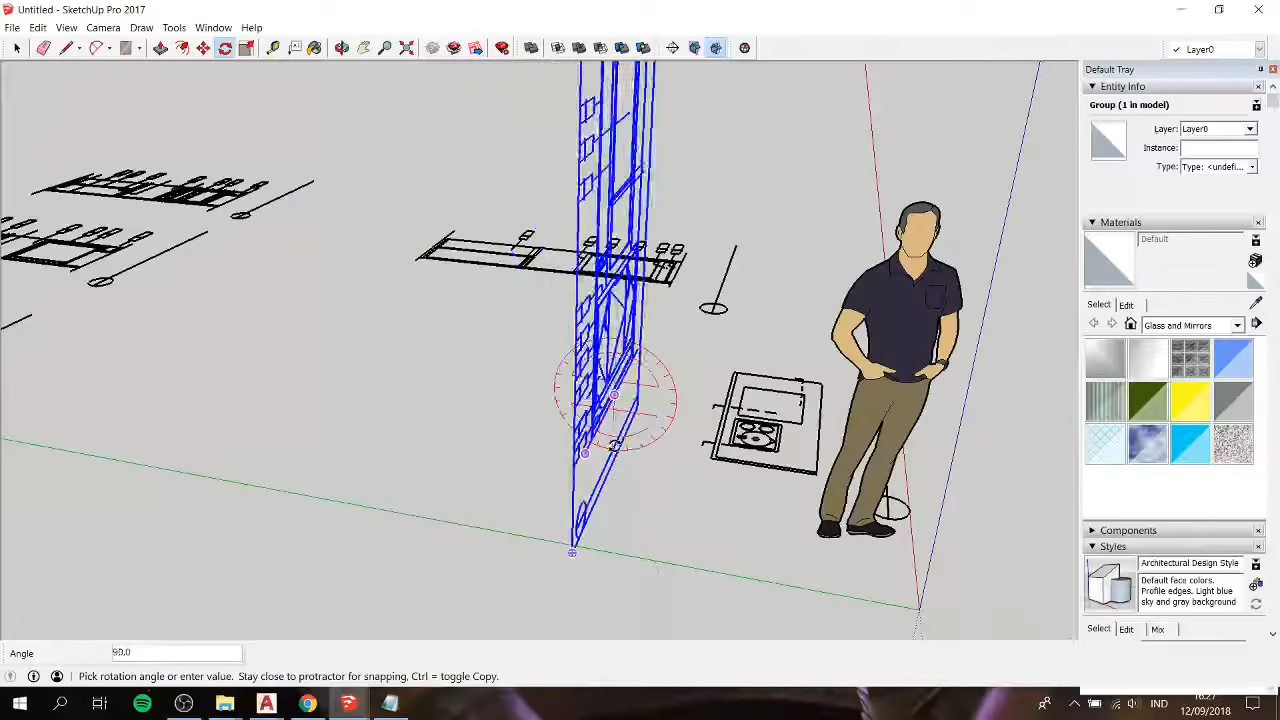 Untitled - SketchUp Pro 2017
File Edit View Camera Draw Tools Window Help
Layer0
Default Tray
Entity Info
Group (1 in model)
Layer: Layer0
Instance:
Type: Type: <undefi...
Materials
Default
Select Edit
Glass and Mirrors
Components
Styles
Architectural Design Style
Default face colors.
Profile edges. Light blue
sky and gray background
Select Edit Mix
Angle 90.0
Pick rotation angle or enter value. Stay close to protractor for snapping, Ctrl = toggle Copy.
IND
16:27
12/09/2018